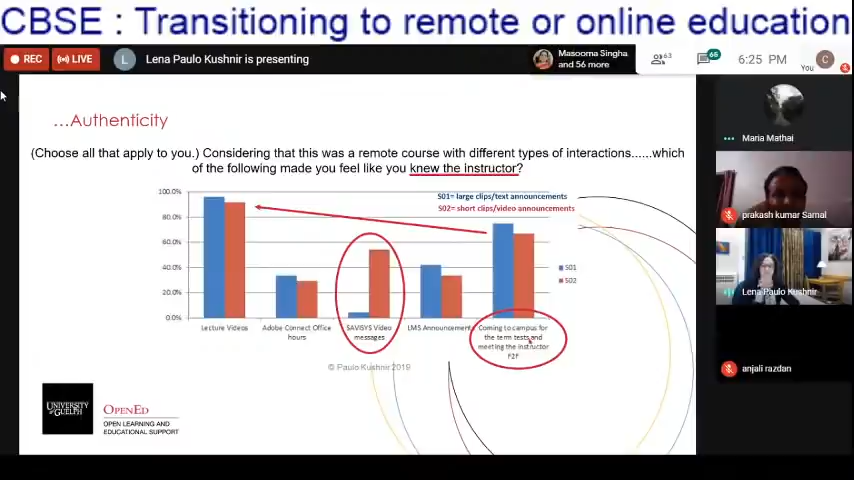 CBSE : Transitioning to remote or online education
REC
LIVE
L
Lena Paulo Kushnir is presenting
Masooma Singha
and 56 more
63
65
6:25 PM
You
C
...Authenticity
(Choose all that apply to you.) Considering that this was a remote course with different types of interactions......which
of the following made you feel like you knew the instructor?
S01= large clips/text announcements
S02= short clips/video announcements
100.0%
80.0%
60.0%
40.0%
20.0%
0.0%
S01
S02
Lecture Videos
Adobe Connect Office
hours
Video
messages
LMS Announcement
Coming to campus for
the term tests and
meeting the instructor
F2F
© Paulo Kushnir 2019
UNIVERSITY
OF GUELPH
OPENED
OPEN LEARNING AND
EDUCATIONAL SUPPORT
Maria Mathai
prakash kumar Samal
Lena Paulo Kushnir
anjali razdan